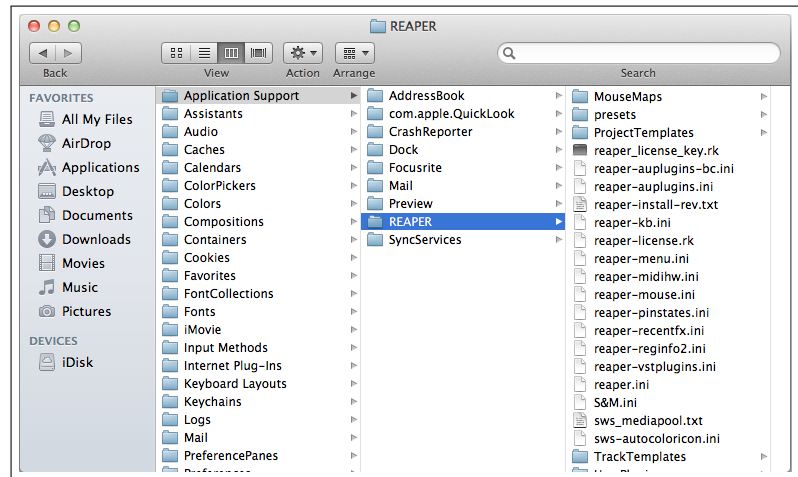 REAPER
Back
View
Action
Arrange
Search
FAVORITES
All My Files
AirDrop
Applications
Desktop
Documents
Downloads
Movies
Music
Pictures
DEVICES
iDisk
Application Support
Assistants
Audio
Caches
Calendars
ColorPickers
Colors
Compositions
Containers
Cookies
Favorites
FontCollections
Fonts
iMovie
Input Methods
Internet Plug-Ins
Keyboard Layouts
Keychains
Logs
Mail
PreferencePanes
AddressBook
com.apple.QuickLook
CrashReporter
Dock
Focusrite
Mail
Preview
REAPER
SyncServices
MouseMaps
presets
ProjectTemplates
reaper_license_key.rk
reaper-auplugins-bc.ini
reaper-auplugins.ini
reaper-install-rev.txt
reaper-kb.ini
reaper-license.rk
reaper-menu.ini
reaper-midihw.ini
reaper-mouse.ini
reaper-pinstates.ini
reaper-recentfx.ini
reaper-reginfo2.ini
reaper-vstplugins.ini
reaper.ini
S&M.ini
sws_mediapool.txt
sws-autocoloricon.ini
TrackTemplates